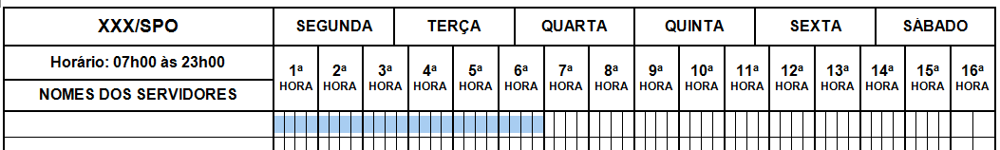 XXX/SPO SEGUNDA TERÇA QUARTA QUINTA SEXTA SÁBADO
Horário: 07h00 às 23h00
1ª HORA 2ª HORA 3ª HORA 4ª HORA 5ª HORA 6ª HORA 7ª HORA 8ª HORA 9ª HORA 10ª HORA 11ª HORA 12ª HORA 13ª HORA 14ª HORA 15ª HORA 16ª HORA
NOMES DOS SERVIDORES